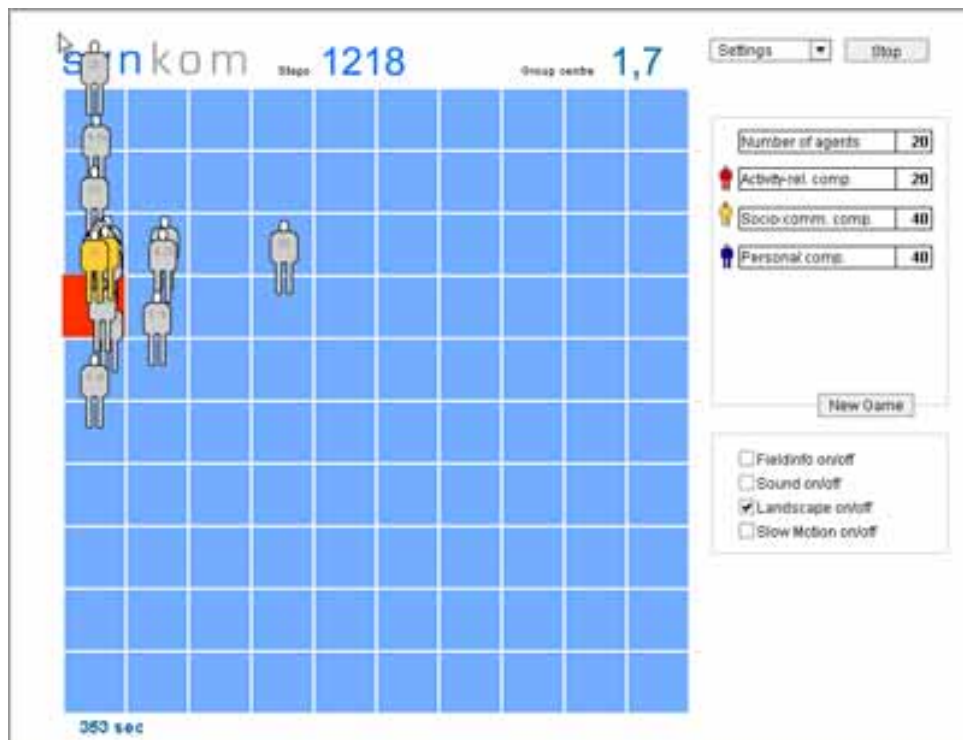 synkom Steps 1218 Group centre 1,7
Settings Stop
Number of agents 20
Activity-rel. comp 20
Socio-comm. comp. 40
Personal comp. 40
New Game
Fieldinfo on/off
Sound on/off
Landscape on/off
Slow Motion on/off
353 sec